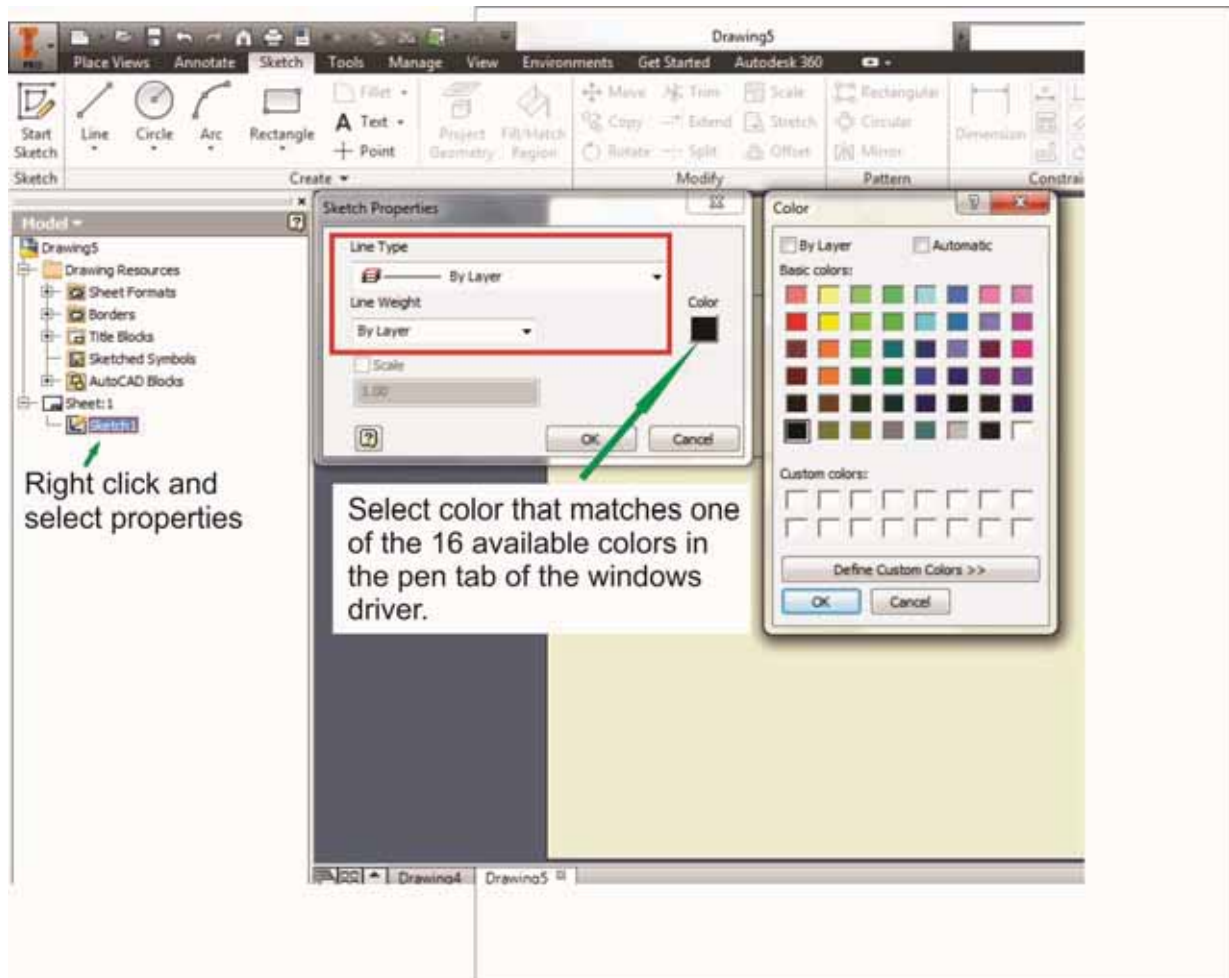 Drawing5
PRO
Place Views Annotate Sketch Tools Manage View Environments Get Started Autodesk 360
Start
Sketch
Line
Circle
Arc
Rectangle
Fillet
A Text
Point
Project
Geometry
Fill/Hatch
Region
Move Trim Scale
Copy Extend Stretch
Rotate Split Offset
Rectangular
Circular
Mirror
Dimension
Sketch
Create
Modify
Pattern
Constrai
Model
Drawing5
Drawing Resources
Sheet Formats
Borders
Title Blocks
Sketched Symbols
AutoCAD Blocks
Sheet:1
Sketch1
Right click and
select properties
Sketch Properties
Line Type
By Layer
Line Weight
By Layer
Color
Scale
1.00
OK
Cancel
Select color that matches one
of the 16 available colors in
the pen tab of the windows
driver.
Color
By Layer
Automatic
Basic colors:
Custom colors:
Define Custom Colors >>
OK
Cancel
Drawing4
Drawing5